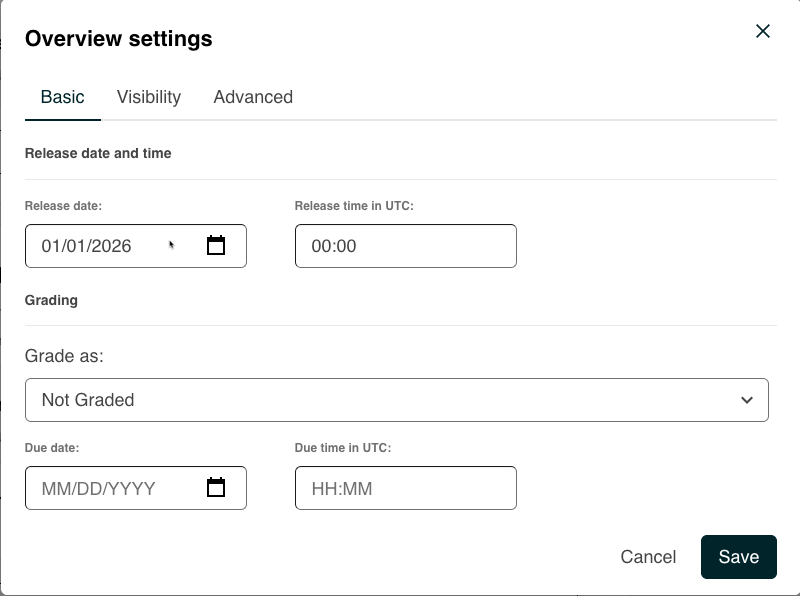 Overview settings
Basic Visibility Advanced
Release date and time
Release date: Release time in UTC:
01/01/2026 00:00
Grading
Grade as:
Not Graded
Due date: Due time in UTC:
MM/DD/YYYY HH:MM
Cancel Save